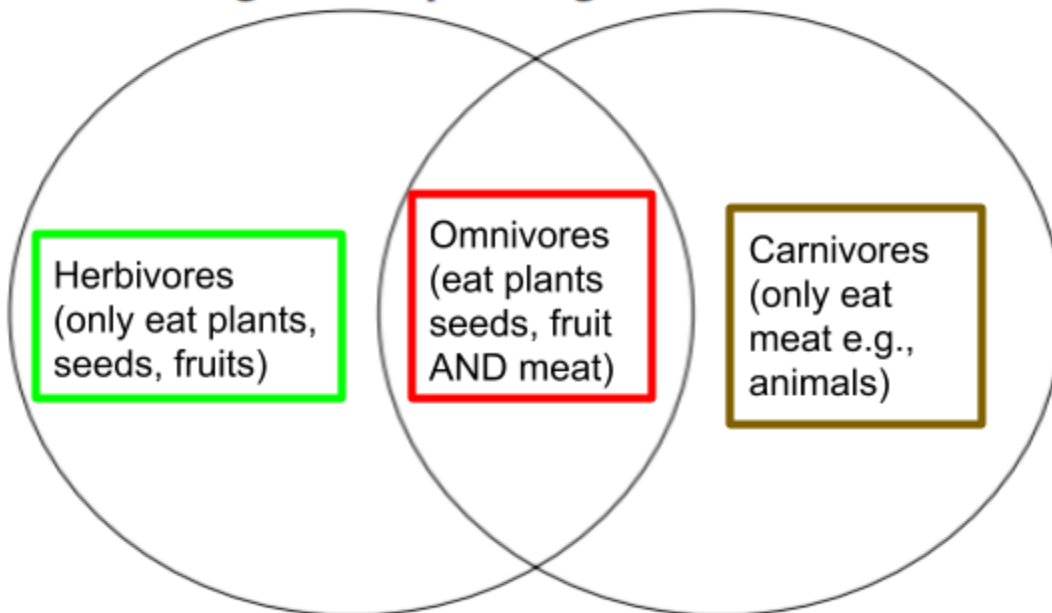 Herbivores
(only eat plants,
seeds, fruits)
Omnivores
(eat plants
seeds, fruit
AND meat)
Carnivores
(only eat
meat e.g.,
animals)